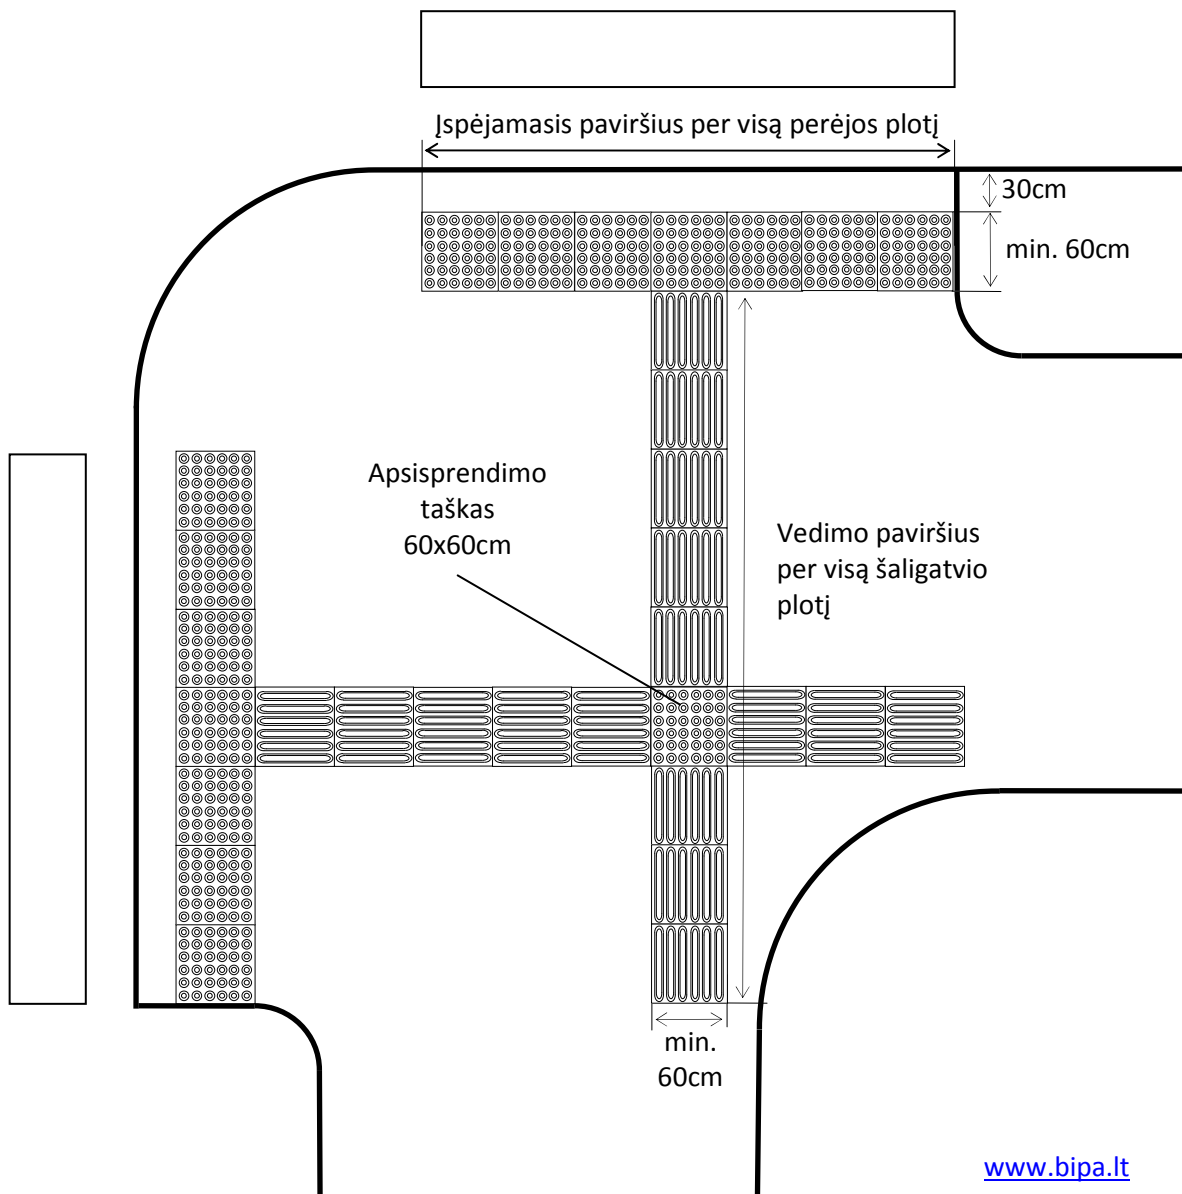 Įspėjamasis paviršius per visą perėjos plotį
30cm
min. 60cm
Apsisprendimo
taškas
60x60cm
Vedimo paviršius
per visą šaligatvio
plotį
min.
60cm
www.bipa.lt